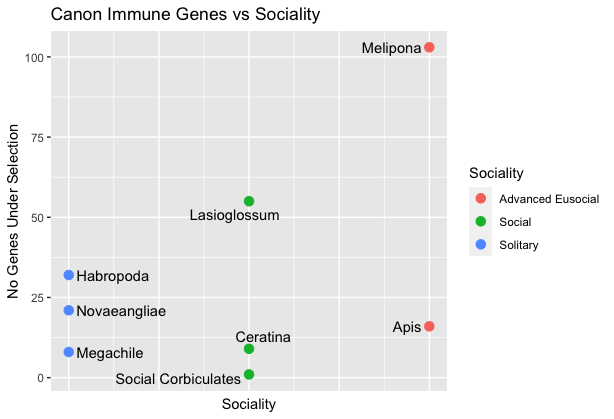 Canon Immune Genes vs Sociality
No Genes Under Selection
100
75
50
25
0
Melipona
Lasioglossum
Habropoda
Novaeangliae
Apis
Ceratina
Megachile
Social Corbiculates
Sociality
Sociality
Advanced Eusocial
Social
Solitary